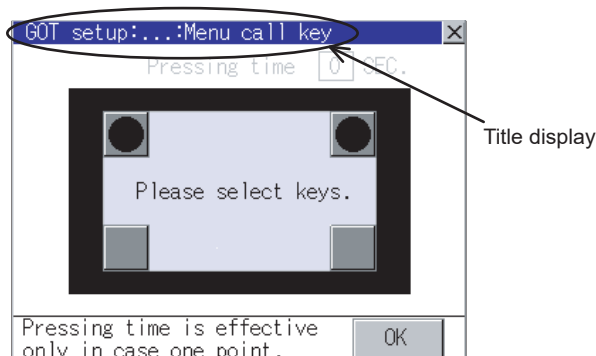 GOT setup:...:Menu call key
Pressing time 0 SEC.
Title display
Please select keys.
Pressing time is effective
only in case one point.
OK